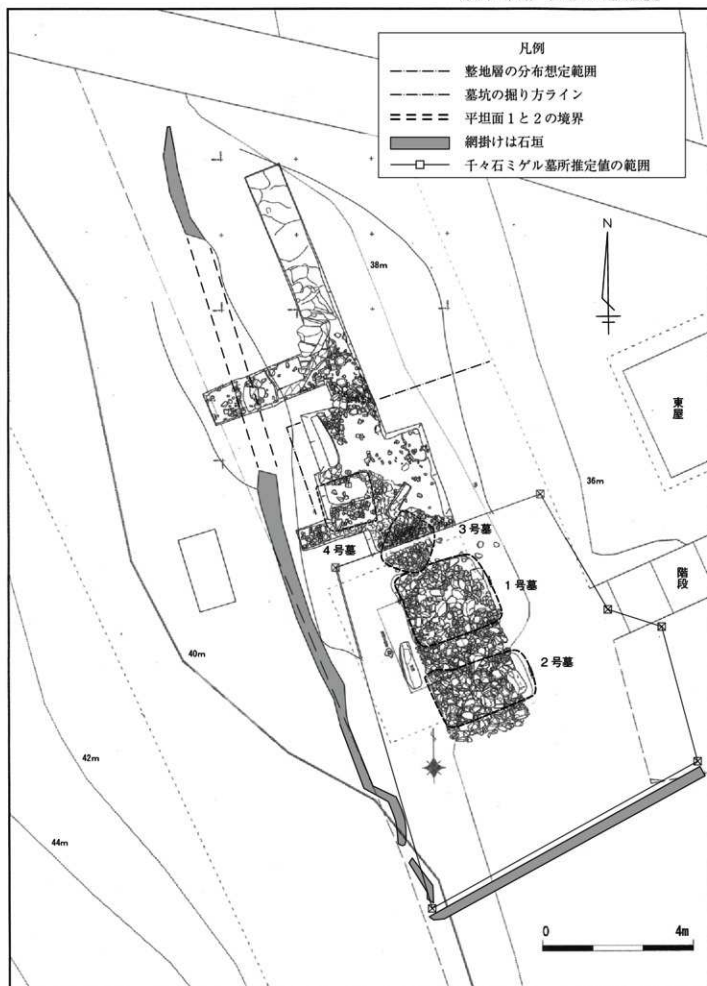 凡例
整地層の分布想定範囲
墓坑の掘り方ライン
平坦面1と2の境界
網掛けは石垣
千々石ミゲル墓所推定値の範囲
N
38m
東屋
36m
3号墓
4号墓
1号墓
階段
2号墓
40m
42m
44m
0 4m